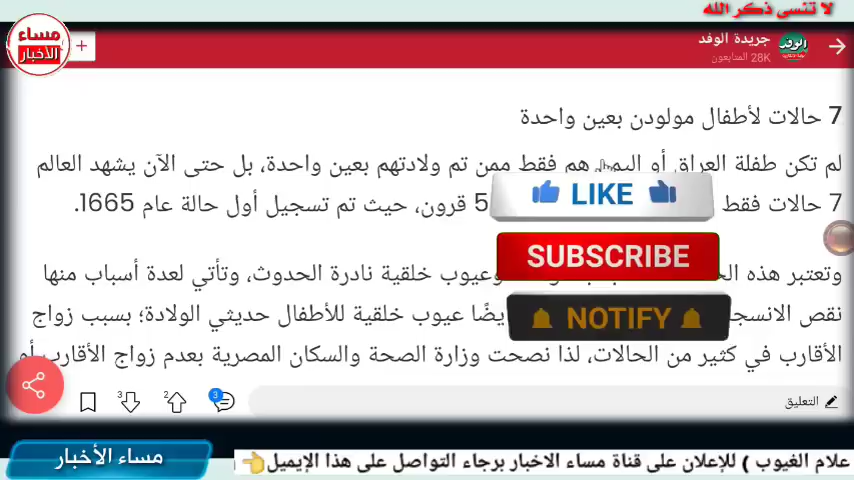 لا تنسى ذكر الله
مساء
الأخبار
جريدة الوفد
28K المتابعون
الوفد
7 حالات لأطفال مولودن بعين واحدة
لم تكن طفلة العراق أو اليمن هم فقط ممن تم ولادتهم بعين واحدة، بل حتى الآن يشهد العالم
7 حالات فقط 5 قرون، حيث تم تسجيل أول حالة عام 1665.
LIKE
SUBSCRIBE
وتعتبر هذه وعيوب خلقية نادرة الحدوث، وتأتي لعدة أسباب منها
NOTIFY
نقص أيضًا عيوب خلقية للأطفال حديثي الولادة؛ بسبب زواج
الأقارب في كثير من الحالات، لذا نصحت وزارة الصحة والسكان المصرية بعدم زواج الأقارب أو
التعليق
3
2
3
علام الغيوب ) للإعلان على قناة مساء الاخبار برجاء التواصل على هذا الإيميل
مساء الأخبار